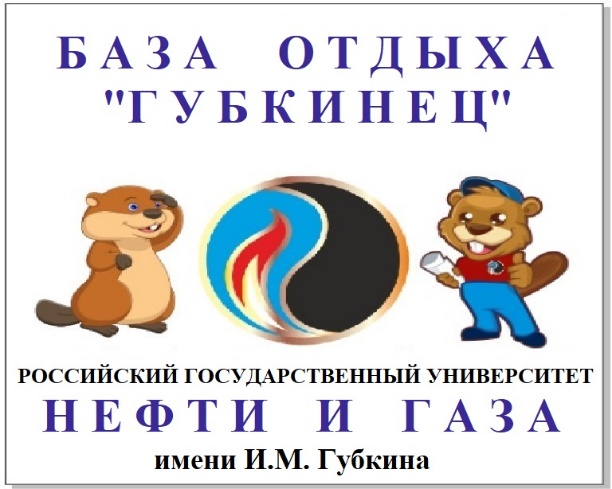 БАЗА ОТДЫХА
"ГУБКИНЕЦ"
РОССИЙСКИЙ ГОСУДАРСТВЕННЫЙ УНИВЕРСИТЕТ
НЕФТИ И ГАЗА
имени И.М. Губкина